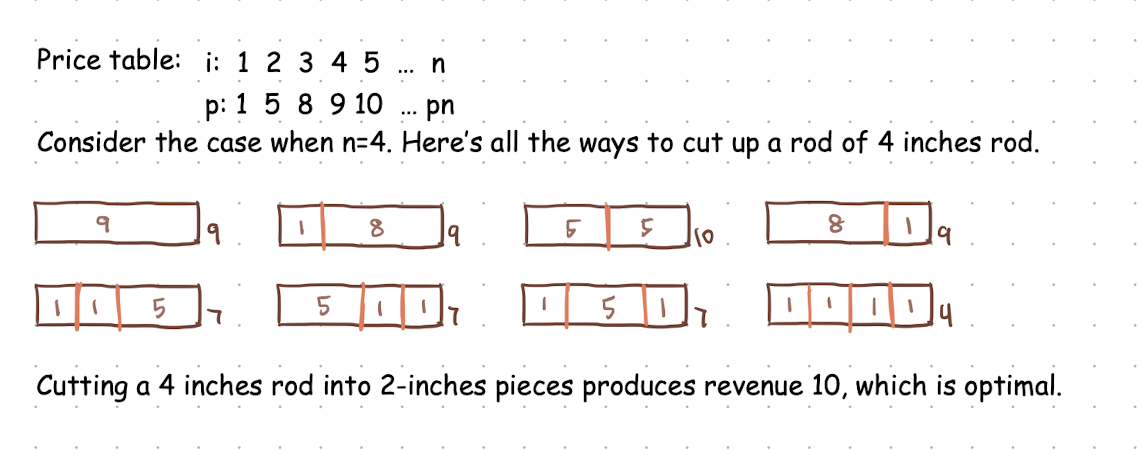 Price table: i: 1 2 3 4 5 ... n
p: 1 5 8 9 10 ... pn
Consider the case when n=4. Here's all the ways to cut up a rod of 4 inches rod.
9 9 1 8 9 5 5 10 8 1 9
1 1 5 7 5 1 1 7 1 5 1 7 1 1 1 1 4
Cutting a 4 inches rod into 2-inches pieces produces revenue 10, which is optimal.